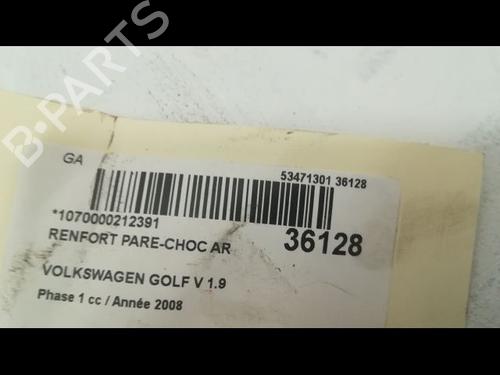 B-PARTS
GA
53471301 36128
*1070000212391
RENFORT PARE-CHOC AR
36128
VOLKSWAGEN GOLF V 1.9
Phase 1 cc / Année 2008